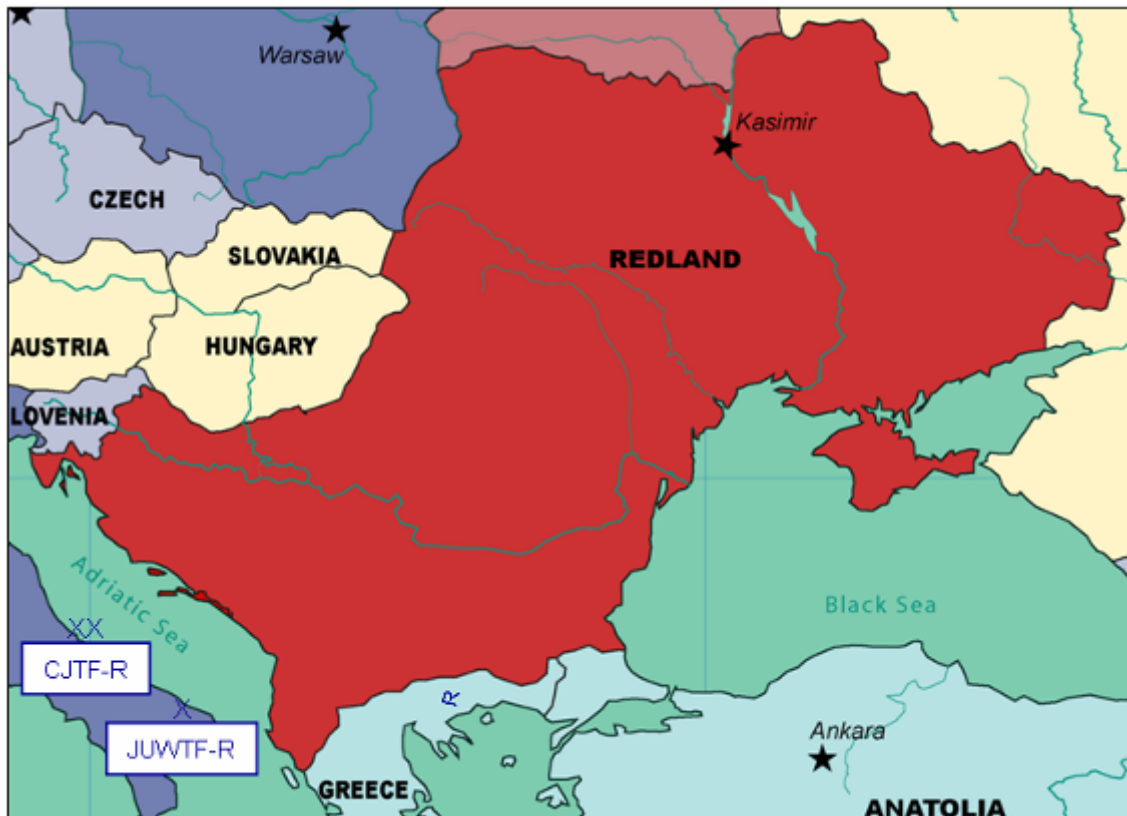 Warsaw
Kasimir
CZECH
SLOVAKIA
REDLAND
AUSTRIA
HUNGARY
LOVENIA
Adriatic Sea
Black Sea
XX
CJTF-R
R
X
JUWTF-R
Ankara
GREECE
ANATOLIA